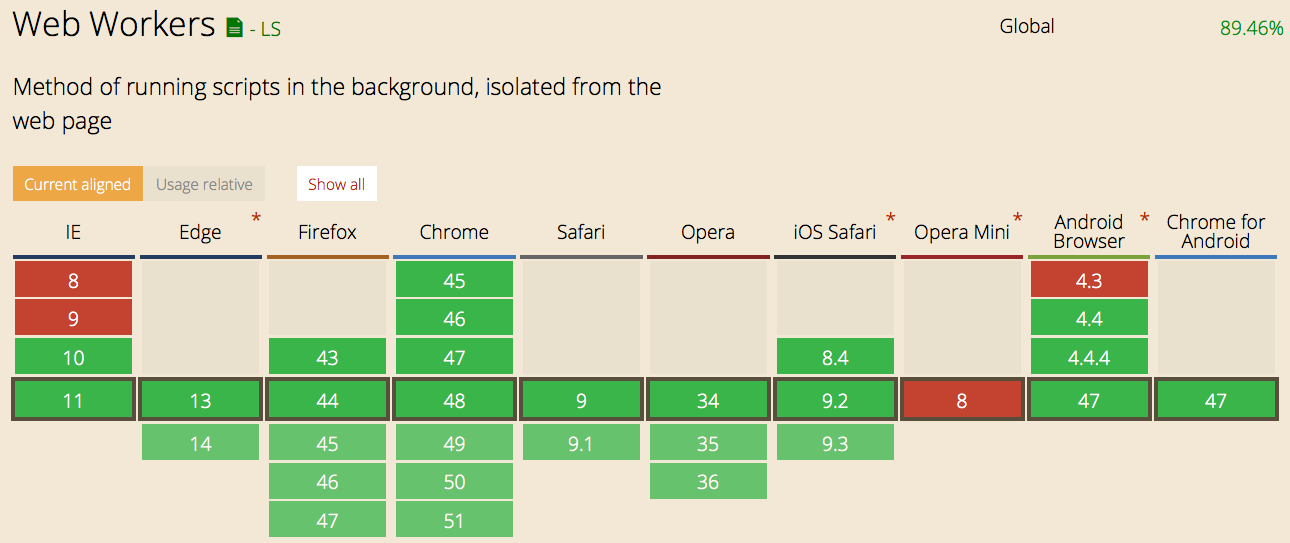 Web Workers - LS
Global 89.46%
Method of running scripts in the background, isolated from the
web page
Current aligned Usage relative Show all
IE Edge * Firefox Chrome Safari Opera iOS Safari * Opera Mini * Android Browser * Chrome for Android
8 45 4.3
9 46 4.4
10 43 47 8.4 4.4.4
11 13 44 48 9 34 9.2 8 47 47
14 45 49 9.1 35 9.3
46 50 36
47 51